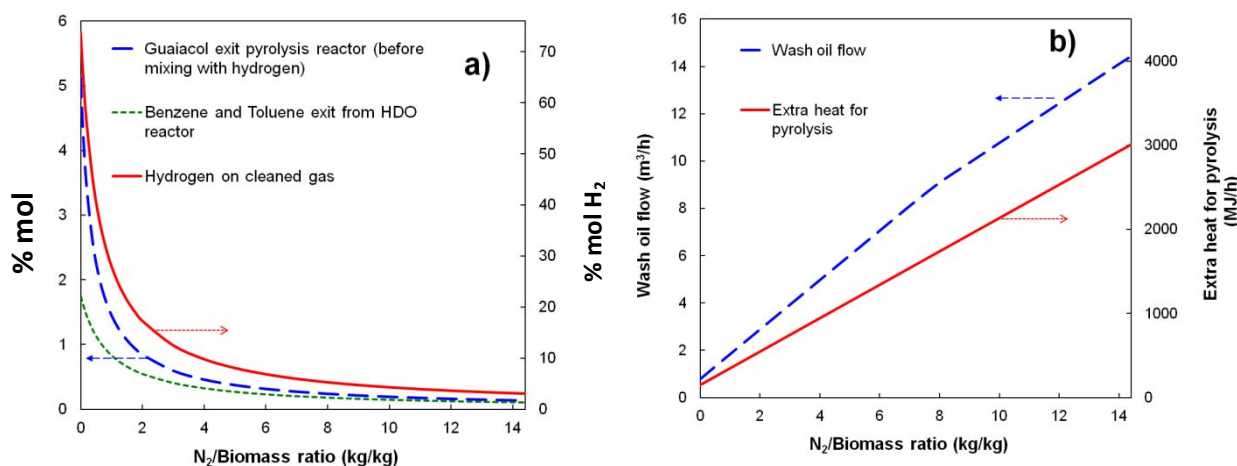 a)
% mol
6
5
4
3
2
1
0
Guaiacol exit pyrolysis reactor (before
mixing with hydrogen)
Benzene and Toluene exit from HDO
reactor
Hydrogen on cleaned gas
70
60
50
40
30
20
10
0
% mol H₂
0 2 4 6 8 10 12 14
N₂/Biomass ratio (kg/kg)
b)
Wash oil flow (m³/h)
16
14
12
10
8
6
4
2
0
Wash oil flow
Extra heat for
pyrolysis
4000
3000
2000
1000
0
Extra heat for pyrolysis
(MJ/h)
0 2 4 6 8 10 12 14
N₂/Biomass ratio (kg/kg)